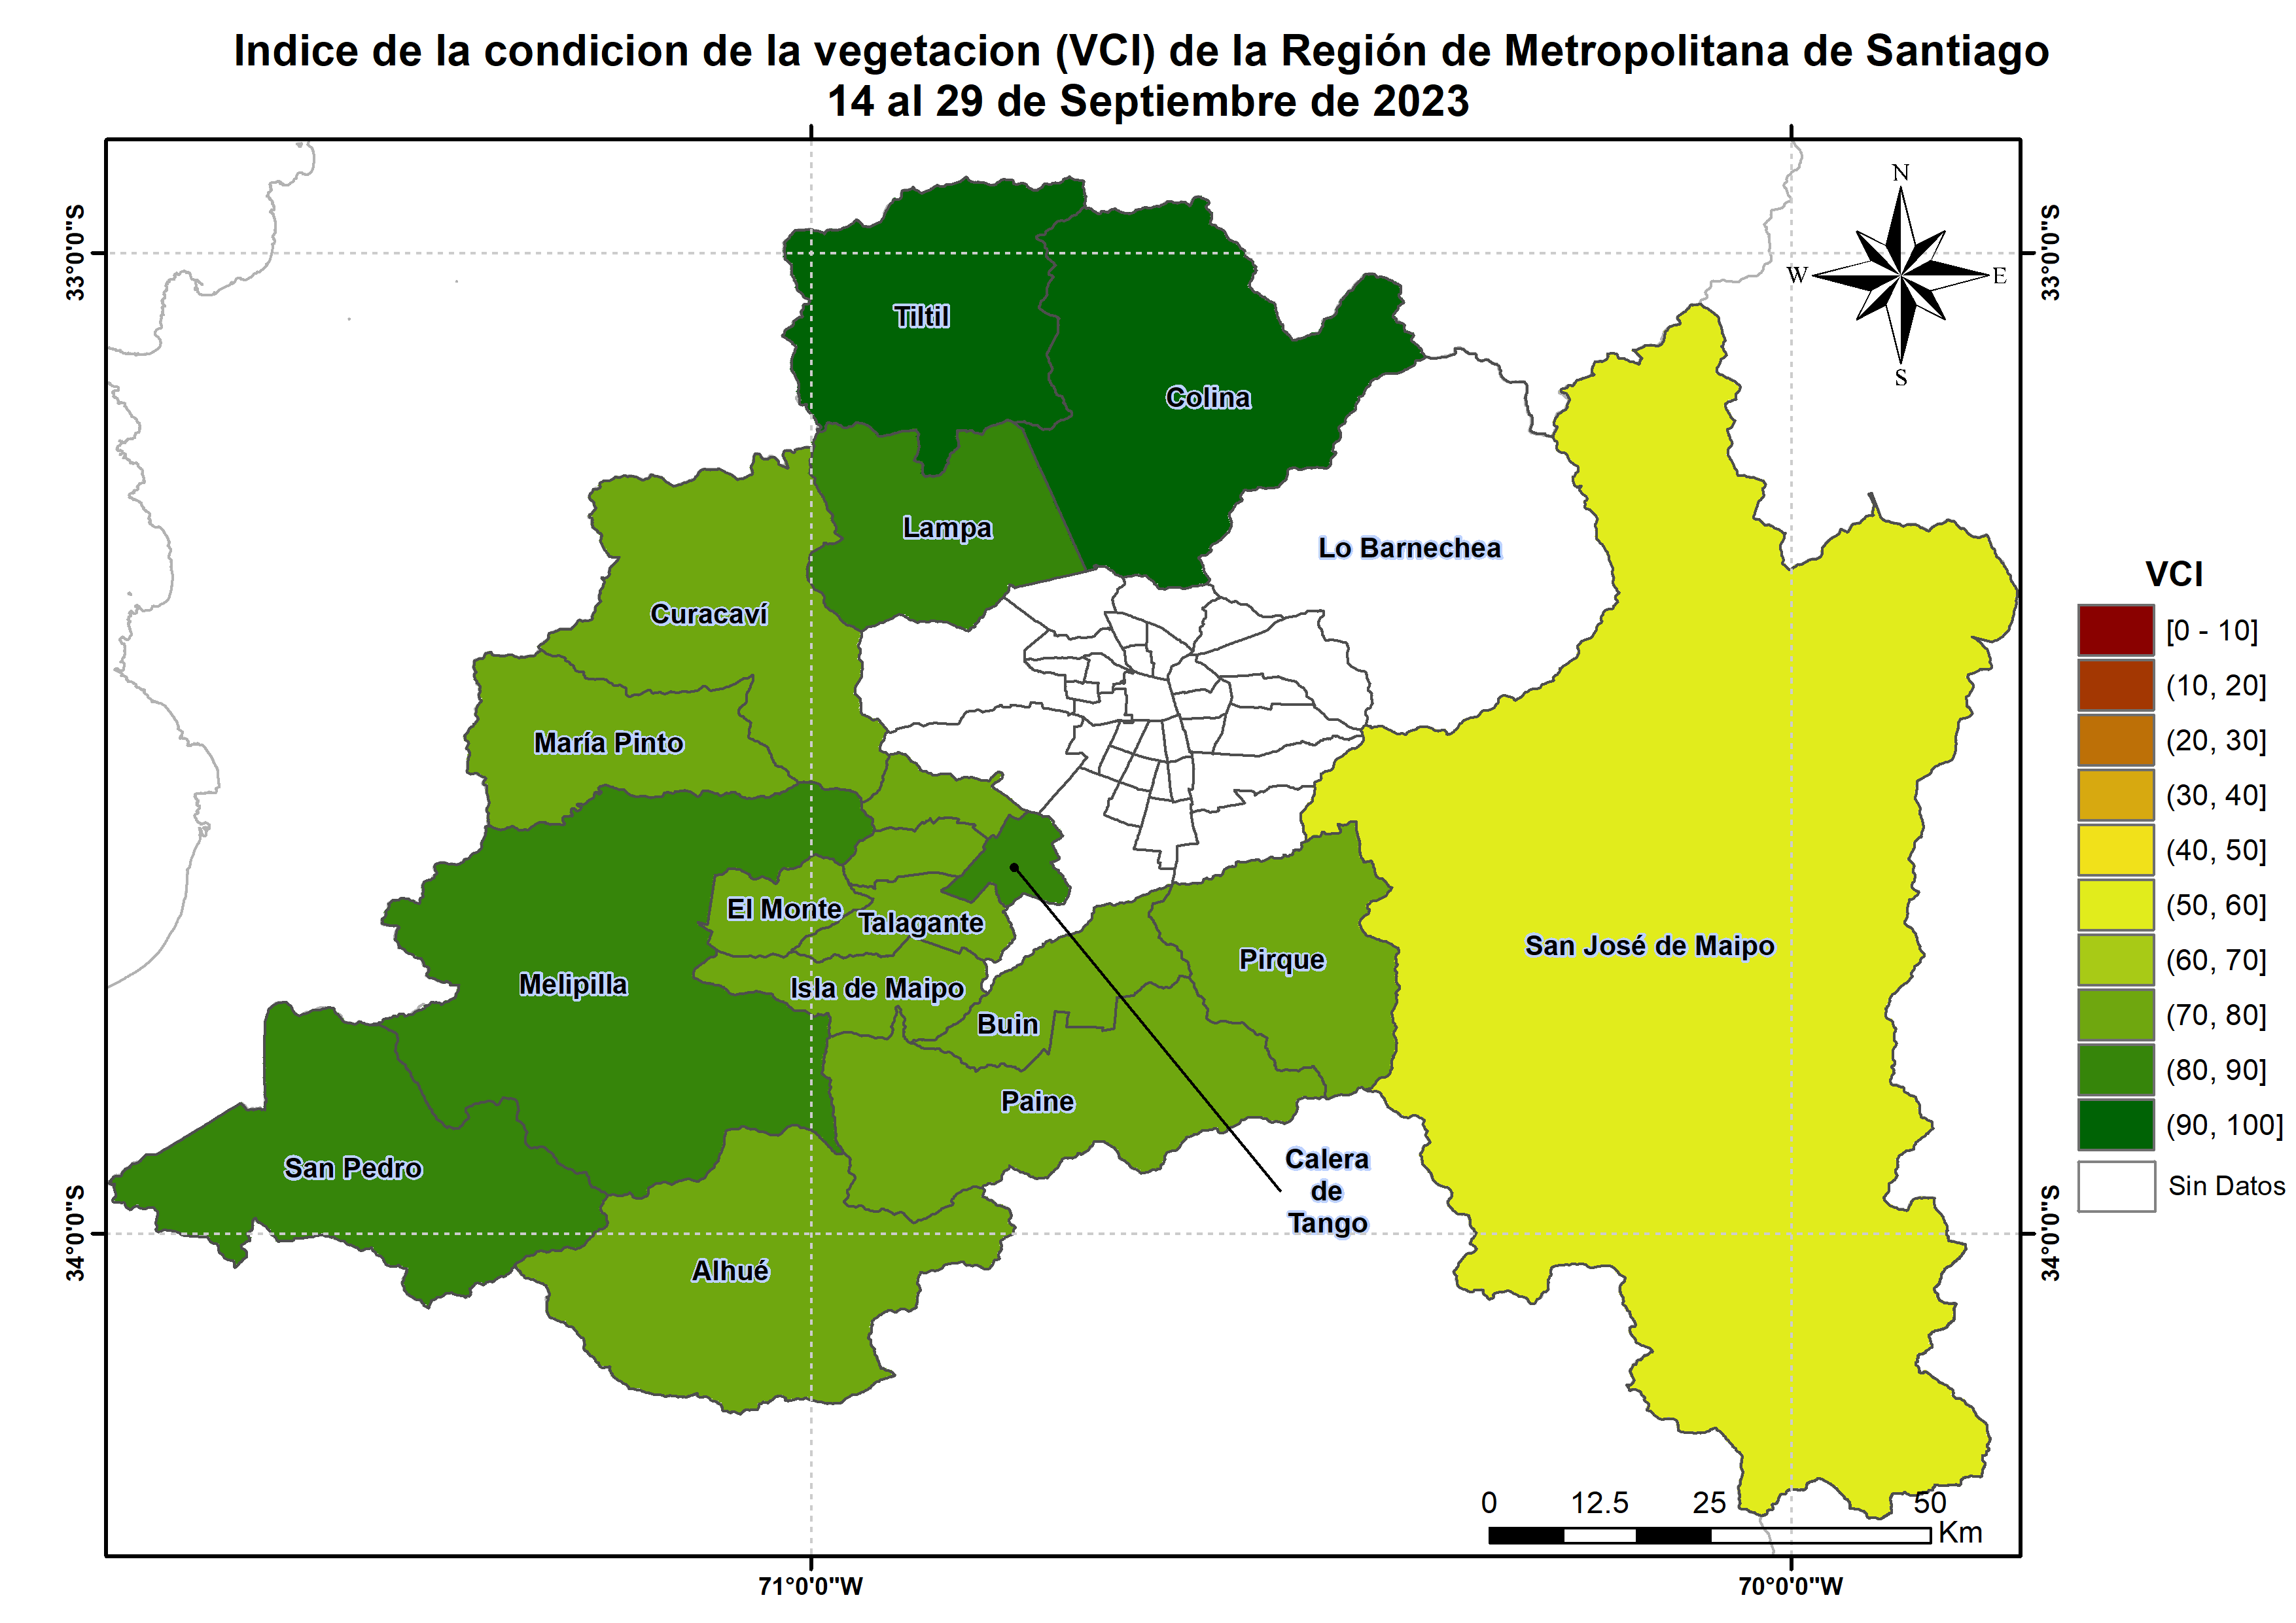 Indice de la condicion de la vegetacion (VCI) de la Región de Metropolitana de Santiago
14 al 29 de Septiembre de 2023
N
W
E
S
33°0'0"S
33°0'0"S
34°0'0"S
34°0'0"S
71°0'0"W
70°0'0"W
Tiltil
Colina
Lampa
Lo Barnechea
Curacaví
María Pinto
El Monte
Talagante
San José de Maipo
Pirque
Melipilla
Isla de Maipo
Buin
Paine
San Pedro
Calera
de
Tango
Alhué
VCI
[0 - 10]
(10, 20]
(20, 30]
(30, 40]
(40, 50]
(50, 60]
(60, 70]
(70, 80]
(80, 90]
(90, 100]
Sin Datos
0 12.5 25 50
Km